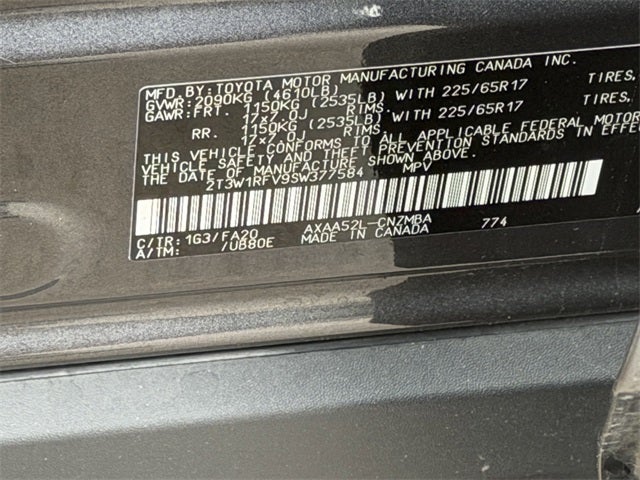 MFD. BY: TOYOTA MOTOR MANUFACTURING CANADA INC.
GVWR: 2090KG (4610LB)
GAWR: FRT. 1150KG (2535LB) WITH 225/65R17 TIRES,
17x7.0J RIMS.
RR. 1150KG (2535LB) WITH 225/65R17 TIRES,
17x7.0J RIMS.
THIS VEHICLE CONFORMS TO ALL APPLICABLE FEDERAL MOTOR
VEHICLE SAFETY AND THEFT PREVENTION STANDARDS IN EFFE
THE DATE OF MANUFACTURE SHOWN ABOVE.
2T3W1RFV9SW377584 MPV
C/TR: 1G3/FA20 AXAA52L-CNZMBA 774
A/TM: /UB80E MADE IN CANADA